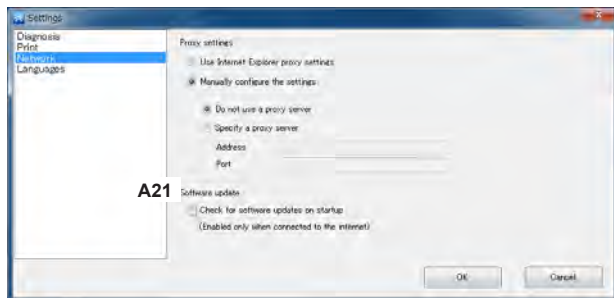 Settings
Diagnosis
Print
Network
Languages
Proxy settings
Use Internet Explorer proxy settings
Manually configure the settings
Do not use a proxy server
Specify a proxy server
Address
Port
A21
Software update
Check for software updates on startup
(Enabled only when connected to the internet)
OK
Cancel